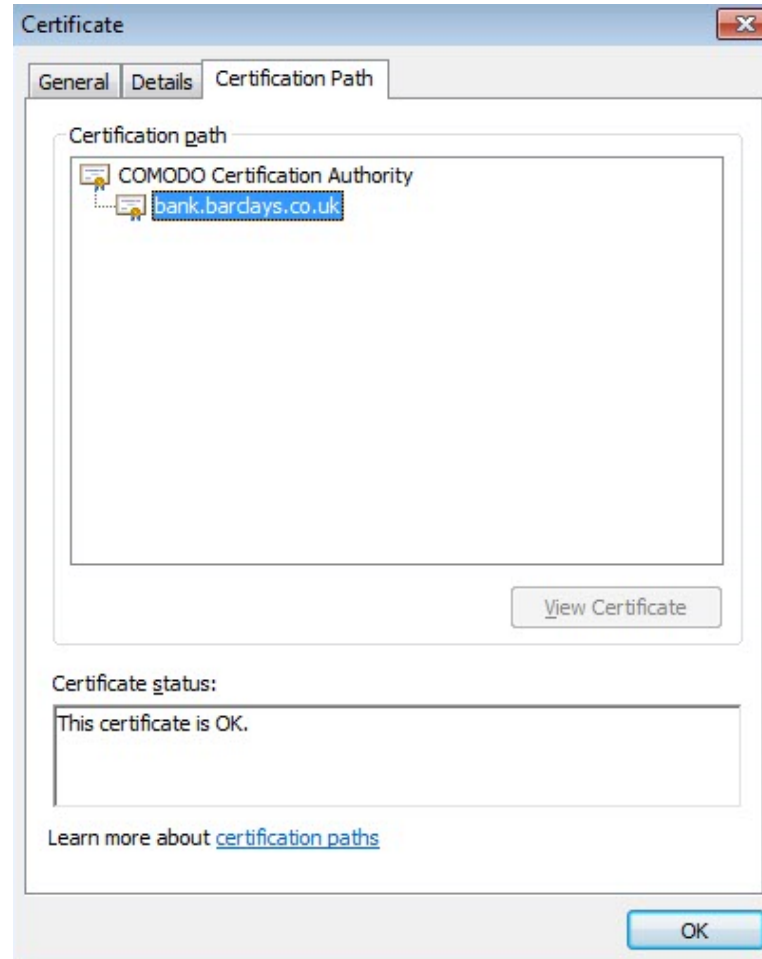 Certificate
General Details Certification Path
Certification path
COMODO Certification Authority
bank.barclays.co.uk
View Certificate
Certificate status:
This certificate is OK.
Learn more about certification paths
OK